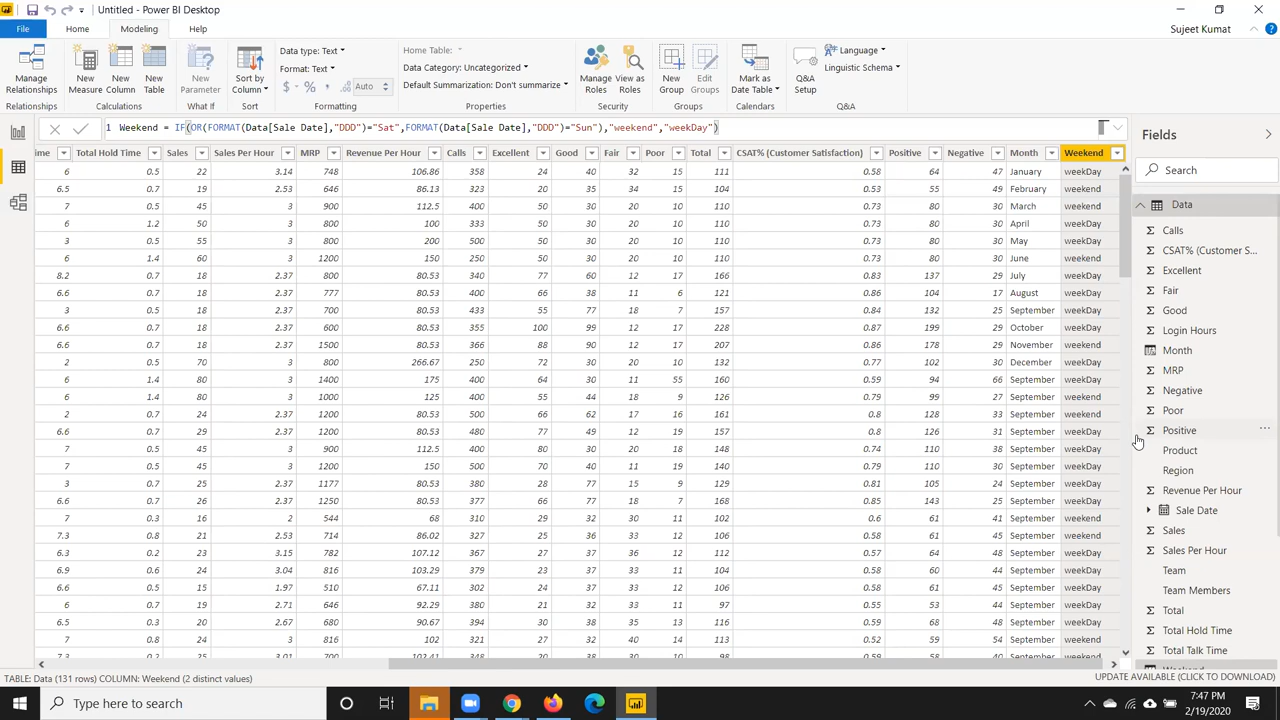 Untitled - Power BI Desktop
File Home Modeling Help Sujeet Kumat
Manage Relationships
New Measure
New Column
New Table
New Parameter
Sort by Column
Data type: Text
Format: Text
$ % , Auto
Home Table:
Data Category: Uncategorized
Default Summarization: Don't summarize
Manage Roles
View as Roles
New Group
Edit Groups
Mark as Date Table
Q&A Setup
Language
Linguistic Schema
Relationships Calculations What If Sort Formatting Properties Security Groups Calendars Q&A
1 Weekend = IF(OR(FORMAT(Data[Sale Date],"DDD")="Sat",FORMAT(Data[Sale Date],"DDD")="Sun"),"weekend","weekDay")
ime Total Hold Time Sales Sales Per Hour MRP Revenue Per Hour Calls Excellent Good Fair Poor Total CSAT% (Customer Satisfaction) Positive Negative Month Weekend
6 0.5 22 3.14 748 106.86 358 24 40 32 15 111 0.58 64 47 January weekDay
6.5 0.7 19 2.53 646 86.13 323 20 35 34 15 104 0.53 55 49 February weekend
7 0.5 45 3 900 112.5 400 50 30 20 10 110 0.73 80 30 March weekend
6 1.2 50 3 800 100 333 50 30 20 10 110 0.73 80 30 April weekDay
3 0.5 55 3 800 200 500 50 30 20 10 110 0.73 80 30 May weekDay
6 1.4 60 3 1200 150 250 50 30 20 10 110 0.73 80 30 June weekend
8.2 0.7 18 2.37 800 80.53 340 77 60 12 17 166 0.83 137 29 July weekDay
6.6 0.7 18 2.37 777 80.53 400 66 38 11 6 121 0.86 104 17 August weekDay
3 0.5 18 2.37 700 80.53 433 55 77 18 7 157 0.84 132 25 September weekDay
6.6 0.7 18 2.37 600 80.53 355 100 99 12 17 228 0.87 199 29 October weekDay
6.6 0.7 18 2.37 1500 80.53 366 88 90 12 17 207 0.86 178 29 November weekend
2 0.5 70 3 800 266.67 250 72 30 20 10 132 0.77 102 30 December weekDay
6 1.4 80 3 1400 175 400 64 30 11 55 160 0.59 94 66 September weekDay
6 1.4 80 3 1000 125 400 55 44 18 9 126 0.79 99 27 September weekend
2 0.7 24 2.37 1200 80.53 500 66 62 17 16 161 0.8 128 33 September weekDay
6.6 0.7 29 2.37 1200 80.53 480 77 49 12 19 157 0.8 126 31 September weekDay
7 0.5 45 3 900 112.5 400 80 30 20 18 148 0.74 110 38 September weekDay
7 0.5 45 3 1200 150 500 70 40 11 19 140 0.79 110 30 September weekDay
3 0.7 25 3 1177 80.53 380 28 77 15 9 129 0.81 105 24 September weekDay
6.6 0.7 26 2.37 1250 80.53 377 66 77 18 7 168 0.85 143 25 September weekDay
7 0.3 16 2 544 68 310 29 32 30 11 102 0.6 61 41 September weekend
7.3 0.8 21 2.53 714 86.02 327 25 36 33 12 106 0.58 61 45 September weekDay
6.3 0.2 23 3.15 782 107.12 367 27 37 36 12 112 0.57 64 48 September weekDay
6.9 0.6 24 3.04 816 103.29 379 23 37 33 11 104 0.58 60 44 September weekDay
6.6 0.5 15 1.97 510 67.11 302 24 37 33 12 106 0.58 61 45 September weekDay
6 0.7 19 2.71 646 92.29 380 21 32 33 11 97 0.55 53 44 September weekDay
6.5 0.3 20 2.67 680 90.67 394 30 38 35 13 116 0.59 68 48 September weekDay
7 0.8 24 3 816 102 321 27 32 40 14 113 0.52 59 54 September weekend
7.3 0.2 25 3.01 700 102.41 348 20 38 40 98 0.59 58 40 September weekend
TABLE: Data (131 rows) COLUMN: Weekend (2 distinct values)
UPDATE AVAILABLE (CLICK TO DOWNLOAD)
Fields
Search
Data
Calls
CSAT% (Customer S...
Excellent
Fair
Good
Login Hours
Month
MRP
Negative
Poor
Positive
Product
Region
Revenue Per Hour
Sale Date
Sales
Sales Per Hour
Team
Team Members
Total
Total Hold Time
Total Talk Time
Weekend
Type here to search
7:47 PM
2/19/2020